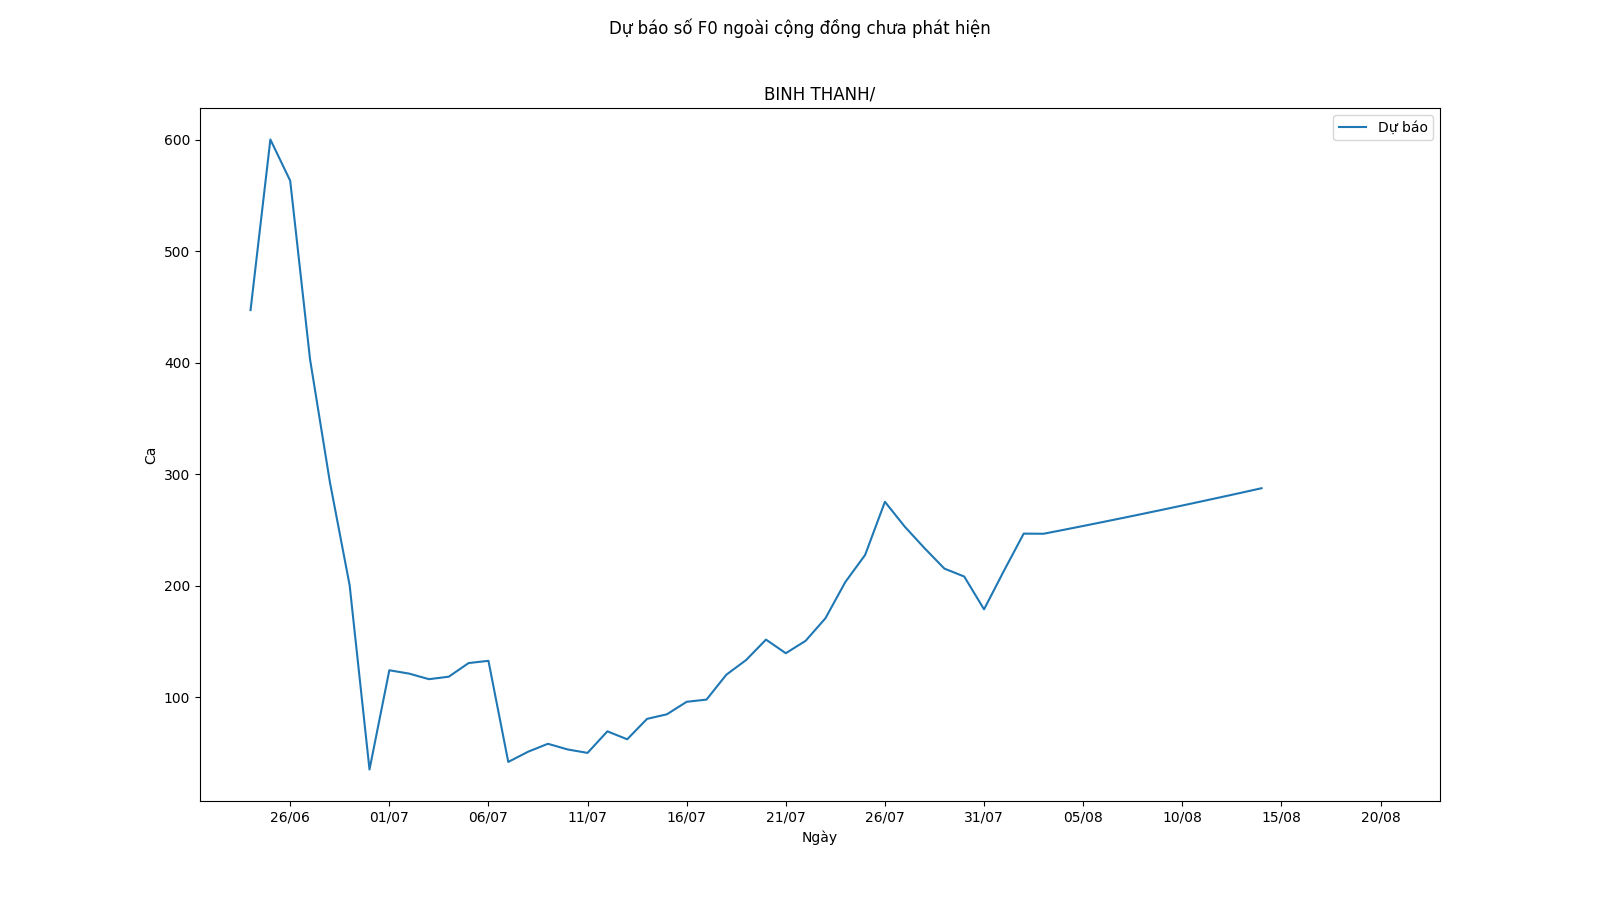 Dự báo số F0 ngoài cộng đồng chưa phát hiện
BINH THANH/
Dự báo
600
500
400
300
200
100
Ca
26/06 01/07 06/07 11/07 16/07 21/07 26/07 31/07 05/08 10/08 15/08 20/08
Ngày